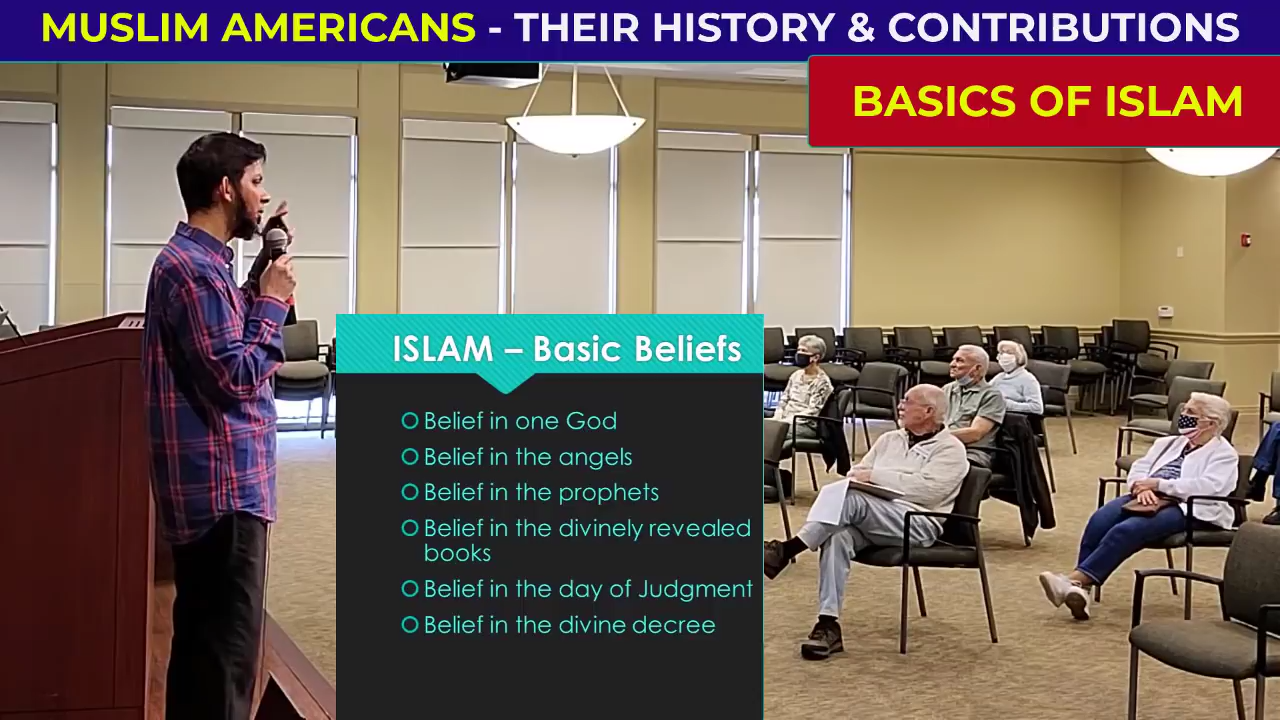 MUSLIM AMERICANS - THEIR HISTORY & CONTRIBUTIONS
BASICS OF ISLAM
ISLAM – Basic Beliefs
Belief in one God
Belief in the angels
Belief in the prophets
Belief in the divinely revealed
books
Belief in the day of Judgment
Belief in the divine decree